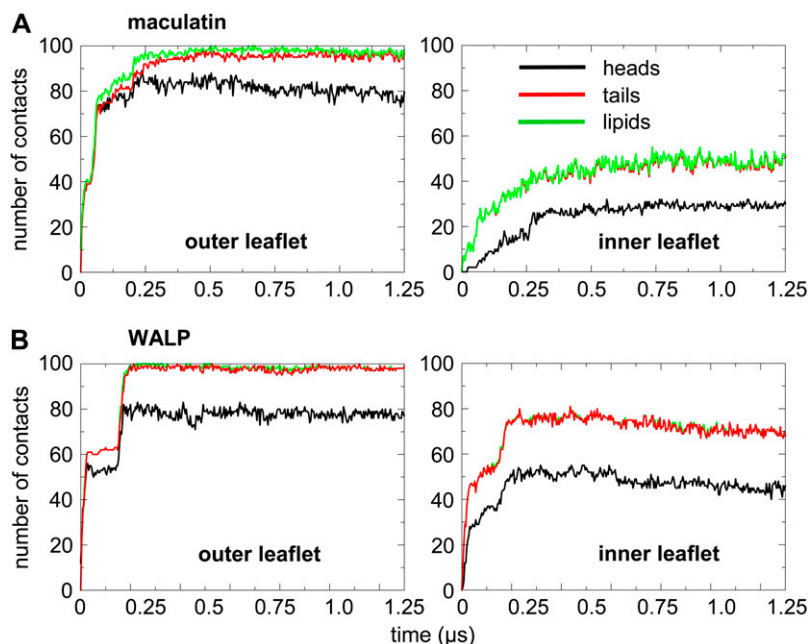 A maculatin
number of contacts
100
80
60
40
20
0
outer leaflet
0 0.25 0.5 0.75 1.0 1.25
heads
tails
lipids
100
80
60
40
20
0
inner leaflet
0 0.25 0.5 0.75 1.0 1.25
B WALP
number of contacts
100
80
60
40
20
0
outer leaflet
0 0.25 0.5 0.75 1.0 1.25
100
80
60
40
20
0
inner leaflet
0 0.25 0.5 0.75 1.0 1.25
time (μs)